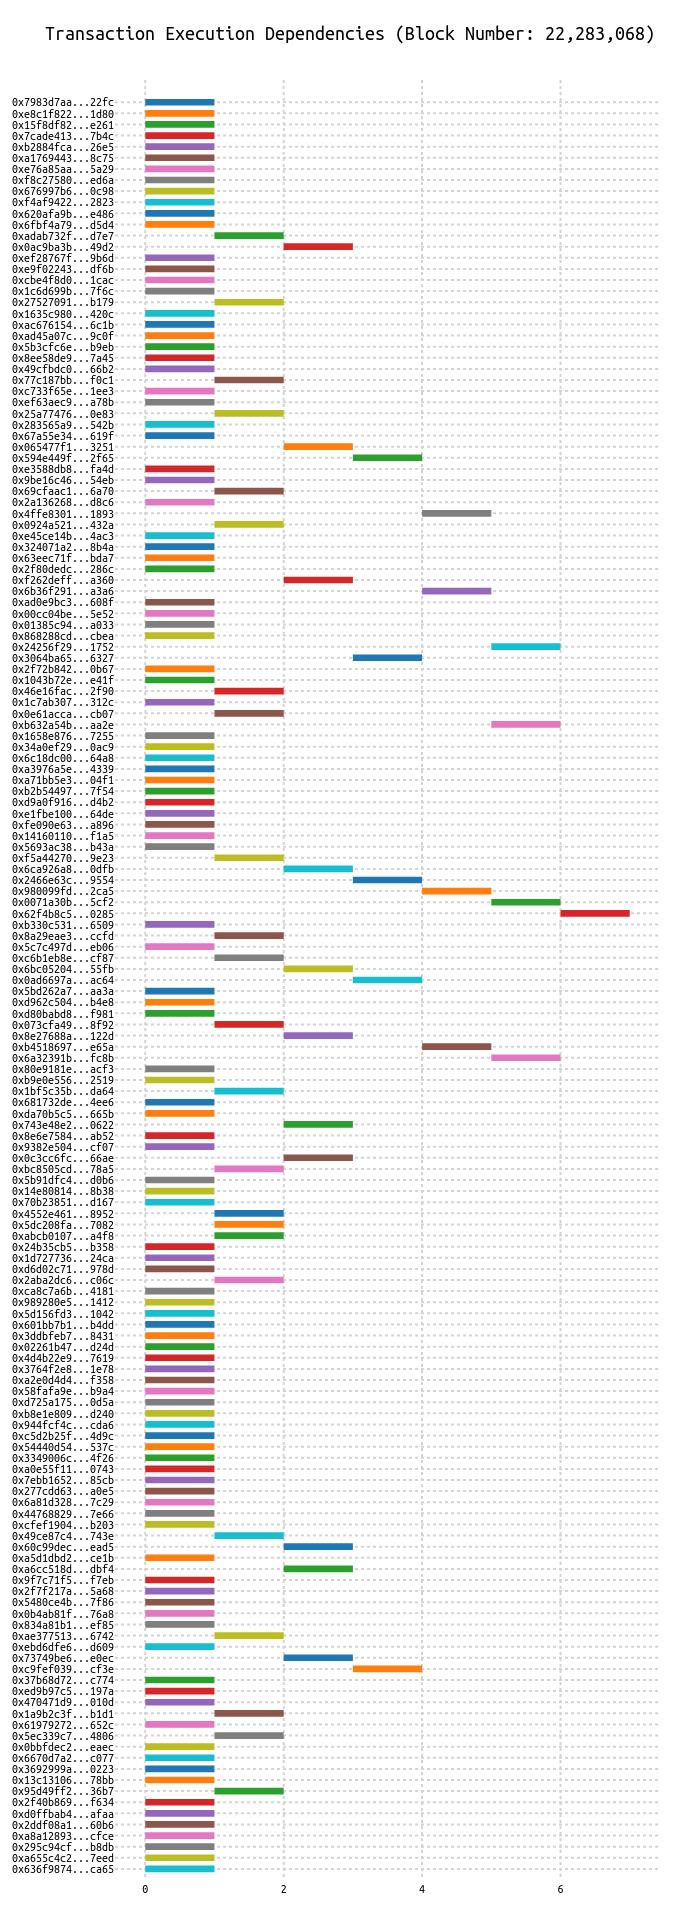 Transaction Execution Dependencies (Block Number: 22,283,068)
0x7983d7aa...22fc
0xe8c1f822...1d80
0x15f8df82...e261
0x7cade413...7b4c
0xb2884fca...26e5
0xa1769443...8c75
0xe76a85aa...5a29
0xf8c27580...ed6a
0x676997b6...0c98
0xf4af9422...2823
0x620afa9b...e486
0x6fbf4a79...d5d4
0xadab732f...d7e7
0x0ac9ba3b...49d2
0xef28767f...9b6d
0xe9f02243...df6b
0xcbe4f8d0...1cac
0x1c6d699b...7f6c
0x27527091...b179
0x1635c980...420c
0xac676154...6c1b
0xad45a07c...9c0f
0x5b3cfc6e...b9eb
0x8ee58de9...7a45
0x49cfbdc0...66b2
0x77c187bb...f0c1
0xc733f65e...1ee3
0xef63aec9...a78b
0x25a77476...0e83
0x283565a9...542b
0x67a55e34...619f
0x065477f1...3251
0x594e449f...2f65
0xe3588db8...fa4d
0x9be16c46...54eb
0x69cfaac1...6a70
0x2a136268...d8c6
0x4ffe8301...1893
0x0924a521...432a
0xe45ce14b...4ac3
0x324071a2...8b4a
0x63eec71f...bda7
0x2f80dedc...286c
0xf262deff...a360
0x6b36f291...a3a6
0xad0e9bc3...608f
0x00cc04be...5e52
0x01385c94...a033
0x868288cd...cbea
0x24256f29...1752
0x3064ba65...6327
0x2f72b842...0b67
0x1043b72e...e41f
0x46e16fac...2f90
0x1c7ab307...312c
0x0e61acca...cb07
0xb632a54b...aa2e
0x1658e876...7255
0x34a0ef29...0ac9
0x6c18dc00...64a8
0xa3976a5e...4339
0xa71bb5e3...04f1
0xb2b54497...7f54
0xd9a0f916...d4b2
0xe1fbe100...64de
0xfe090e63...a896
0x14160110...f1a5
0x5693ac38...b43a
0xf5a44270...9e23
0x6ca926a8...0dfb
0x2466e63c...9554
0x980099fd...2ca5
0x0071a30b...5cf2
0x62f4b8c5...0285
0xb330c531...6509
0x8a29eae3...ccfd
0x5c7c497d...eb06
0xc6b1eb8e...cf87
0x6bc05204...55fb
0x0ad6697a...ac64
0x5bd262a7...aa3a
0xd962c504...b4e8
0xd80babd8...f981
0x073cfa49...8f92
0x8e27688a...122d
0xb4518697...e65a
0x6a32391b...fc8b
0x80e9181e...acf3
0xb9e0e556...2519
0x1bf5c35b...da64
0x681732de...4ee6
0xda70b5c5...665b
0x743e48e2...0622
0x8e6e7584...ab52
0x9382e504...cf07
0x0c3cc6fc...66ae
0xbc8505cd...78a5
0x5b91dfc4...d0b6
0x14e80814...8b38
0x70b23851...d167
0x4552e461...8952
0x5dc208fa...7082
0xabcb0107...a4f8
0x24b35cb5...b358
0x1d727736...24ca
0xd6d02c71...978d
0x2aba2dc6...c06c
0xca8c7a6b...4181
0x989280e5...1412
0x5d156fd3...1042
0x601bb7b1...b4dd
0x3ddbfeb7...8431
0x02261b47...d24d
0x4d4b22e9...7619
0x3764f2e8...1e78
0xa2e0d4d4...f358
0x58fafa9e...b9a4
0xd725a175...0d5a
0xb8e1e809...d240
0x944fcf4c...cda6
0xc5d2b25f...4d9c
0x54440d54...537c
0x3349006c...4f26
0xa0e55f11...0743
0x7ebb1652...85cb
0x277cdd63...a0e5
0x6a81d328...7c29
0x44768829...7e66
0xcfef1904...b203
0x49ce87c4...743e
0x60c99dec...ead5
0xa5d1dbd2...ce1b
0xa6cc518d...dbf4
0x9f7c71f5...f7eb
0x2f7f217a...5a68
0x5480ce4b...7f86
0x0b4ab81f...76a8
0x834a81b1...ef85
0xae377513...6742
0xebd6dfe6...d609
0x73749be6...e0ec
0xc9fef039...cf3e
0x37b68d72...c774
0xed9b97c5...197a
0x470471d9...010d
0x1a9b2c3f...b1d1
0x61979272...652c
0x5ec339c7...4806
0x0bbfdec2...eaec
0x6670d7a2...c077
0x3692999a...0223
0x13c13106...78bb
0x95d49ff2...36b7
0x2f40b869...f634
0xd0ffbab4...afaa
0x2ddf08a1...60b6
0xa8a12893...cfce
0x295c94cf...b8db
0xa655c4c2...7eed
0x636f9874...ca65
0 2 4 6